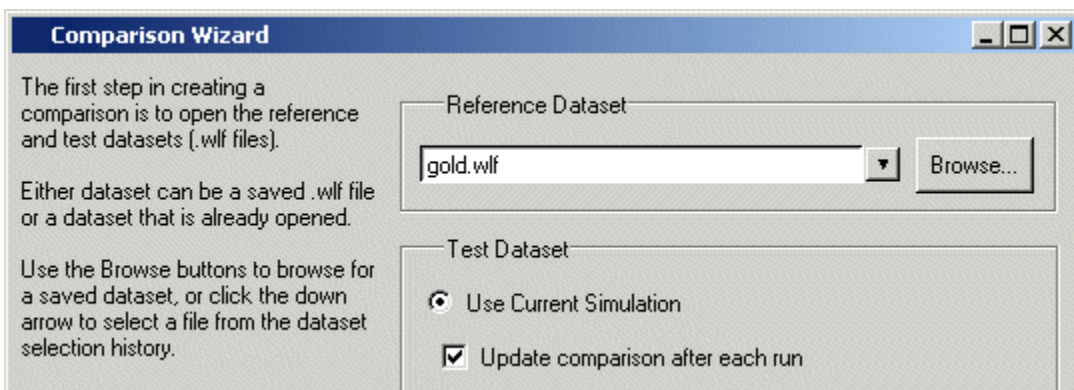 Comparison Wizard
The first step in creating a
comparison is to open the reference
and test datasets (.wlf files).
Either dataset can be a saved .wlf file
or a dataset that is already opened.
Use the Browse buttons to browse for
a saved dataset, or click the down
arrow to select a file from the dataset
selection history.
Reference Dataset
gold.wlf
Browse...
Test Dataset
Use Current Simulation
Update comparison after each run